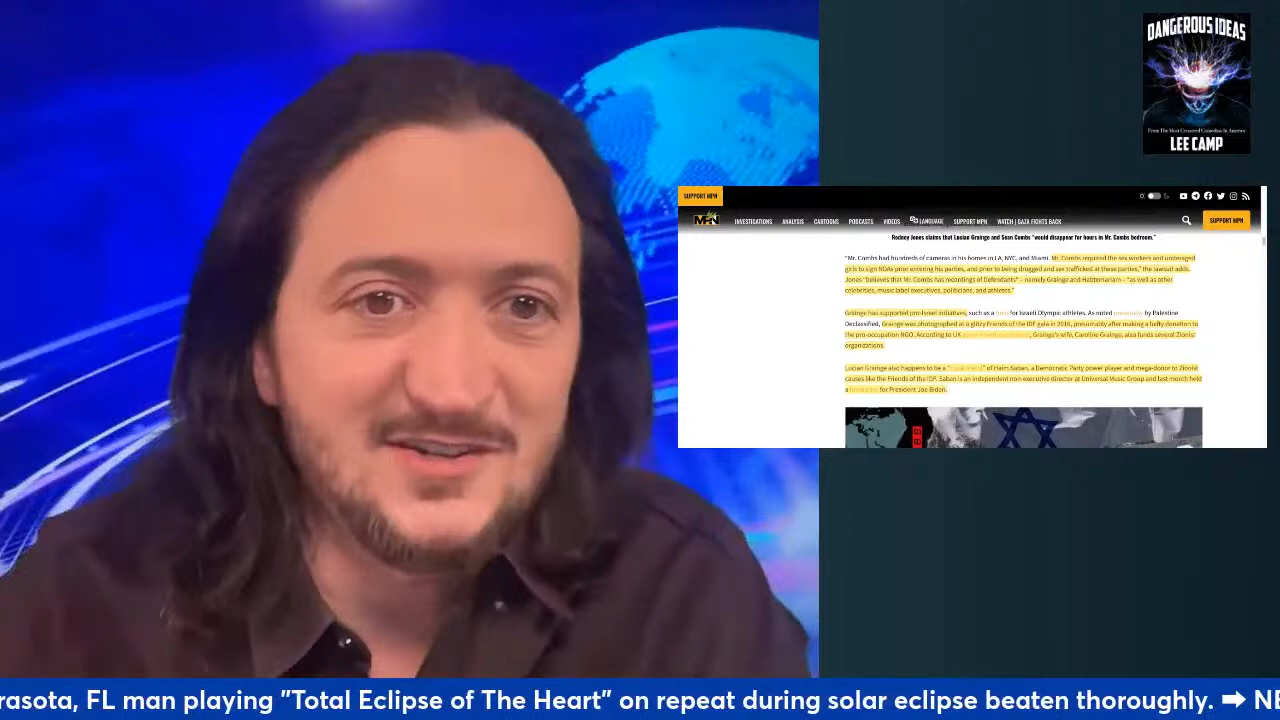 DANGEROUS IDEAS
From The Most Censored Comedian In America
LEE CAMP
SUPPORT MPN
MPN
INVESTIGATIONS ANALYSIS CARTOONS PODCASTS VIDEOS LANGUAGE SUPPORT MPN WATCH | GAZA FIGHTS BACK
SUPPORT MPN
Rodney Jones claims that Lucian Grainge and Sean Combs "would disappear for hours in Mr. Combs bedroom."
"Mr. Combs had hundreds of cameras in his homes in LA, NYC, and Miami. Mr. Combs required the sex workers and underaged
girls to sign NDAs prior entering his parties, and prior to being drugged and sex trafficked at these parties," the lawsuit adds.
Jones "believes that Mr. Combs has recordings of Defendants" – namely Grainge and Habtemariam – "as well as other
celebrities, music label executives, politicians, and athletes."
Grainge has supported pro-Israel initiatives, such as a fund for Israeli Olympic athletes. As noted by Palestine
Declassified, Grainge was photographed at a glitzy Friends of the IDF gala in 2016, presumably after making a hefty donation to
the pro-occupation NGO. According to UK , Grainge's wife, Caroline Grainge, also funds several Zionist
organizations.
Lucian Grainge also happens to be a " " of Haim Saban, a Democratic Party power player and mega-donor to Zionist
causes like the Friends of the IDF. Saban is an independent non-executive director at Universal Music Group and last month held
a for President Joe Biden.
rasota, FL man playing "Total Eclipse of The Heart" on repeat during solar eclipse beaten thoroughly. ➡ NE